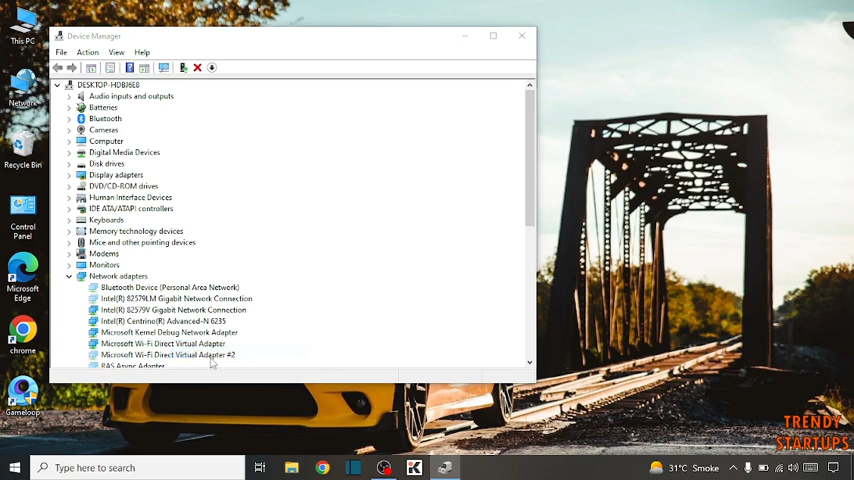 This PC
Network
Recycle Bin
Control
Panel
Microsoft
Edge
chrome
Gameloop
Device Manager
File Action View Help
DESKTOP-HDBJ6E8
Audio inputs and outputs
Batteries
Bluetooth
Cameras
Computer
Digital Media Devices
Disk drives
Display adapters
DVD/CD-ROM drives
Human Interface Devices
IDE ATA/ATAPI controllers
Keyboards
Memory technology devices
Mice and other pointing devices
Modems
Monitors
Network adapters
Bluetooth Device (Personal Area Network)
Intel(R) 82579LM Gigabit Network Connection
Intel(R) 82579V Gigabit Network Connection
Intel(R) Centrino(R) Advanced-N 6235
Microsoft Kernel Debug Network Adapter
Microsoft Wi-Fi Direct Virtual Adapter
Microsoft Wi-Fi Direct Virtual Adapter #2
RAS Async Adapter
TRENDY
STARTUPS
Type here to search
K
31°C Smoke